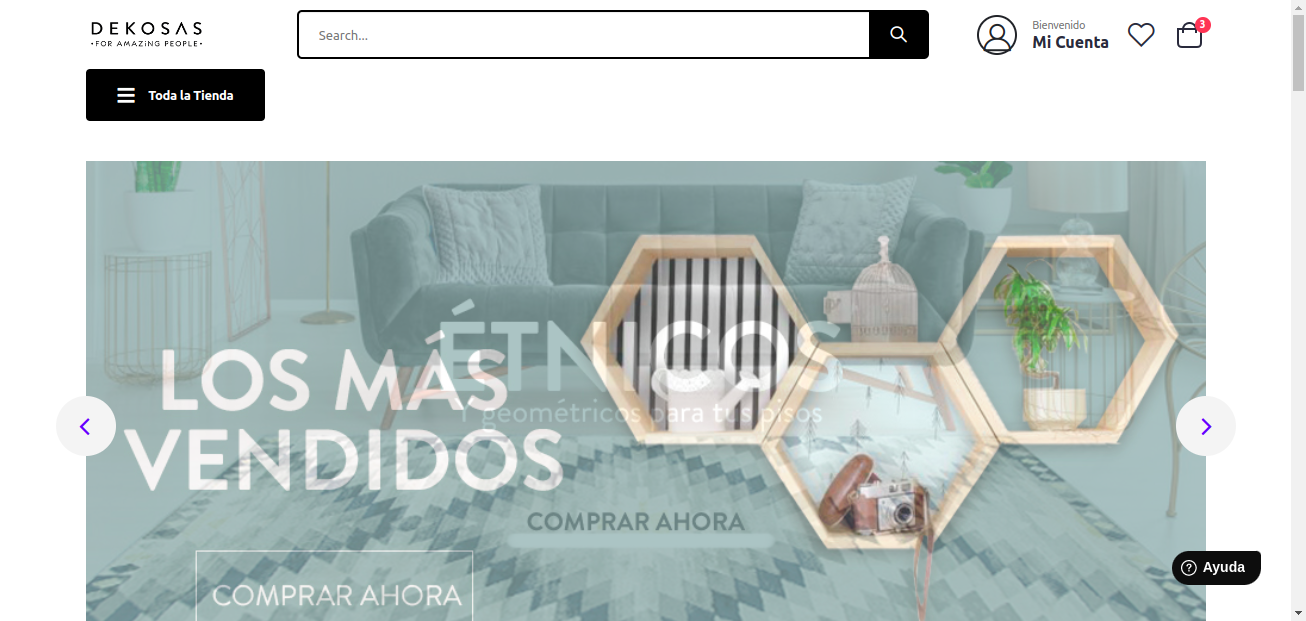 DEKOSAS
•FOR AMAZiNG PEOPLE•
Search...
Bienvenido
Mi Cuenta
3
Toda la Tienda
ÉTNICOS
Y geométricos para tus pisos
COMPRAR AHORA
LOS MÁS
VENDIDOS
COMPRAR AHORA
Ayuda